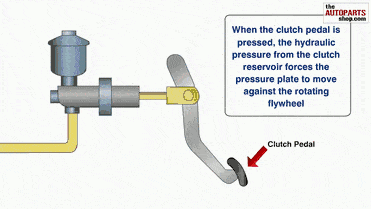 the
AUTOPARTS
shop.com
When the clutch pedal is
pressed, the hydraulic
pressure from the clutch
reservoir forces the
pressure plate to move
against the rotating
flywheel
Clutch Pedal